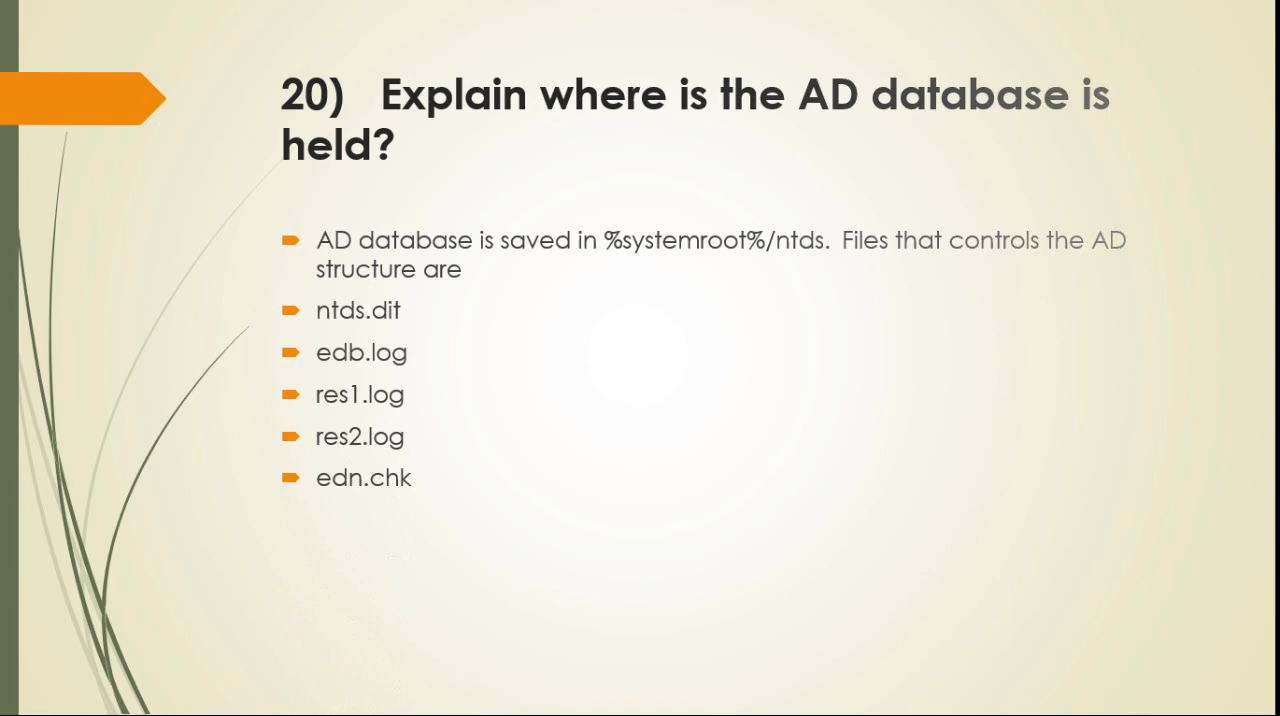 20) Explain where is the AD database is
held?
AD database is saved in %systemroot%/ntds. Files that controls the AD
structure are
ntds.dit
edb.log
res1.log
res2.log
edn.chk